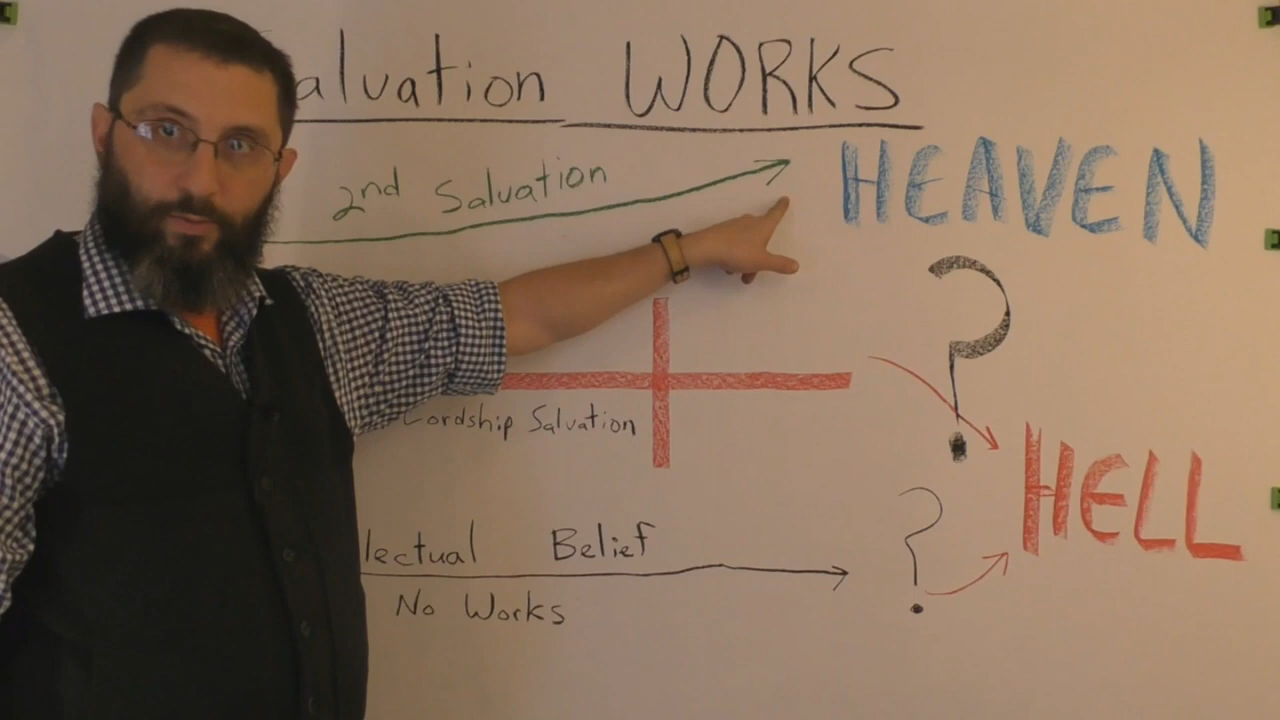 alvation WORKS
2nd Salvation
HEAVEN
?
Lordship Salvation
HELL
?
lectual Belief
No Works